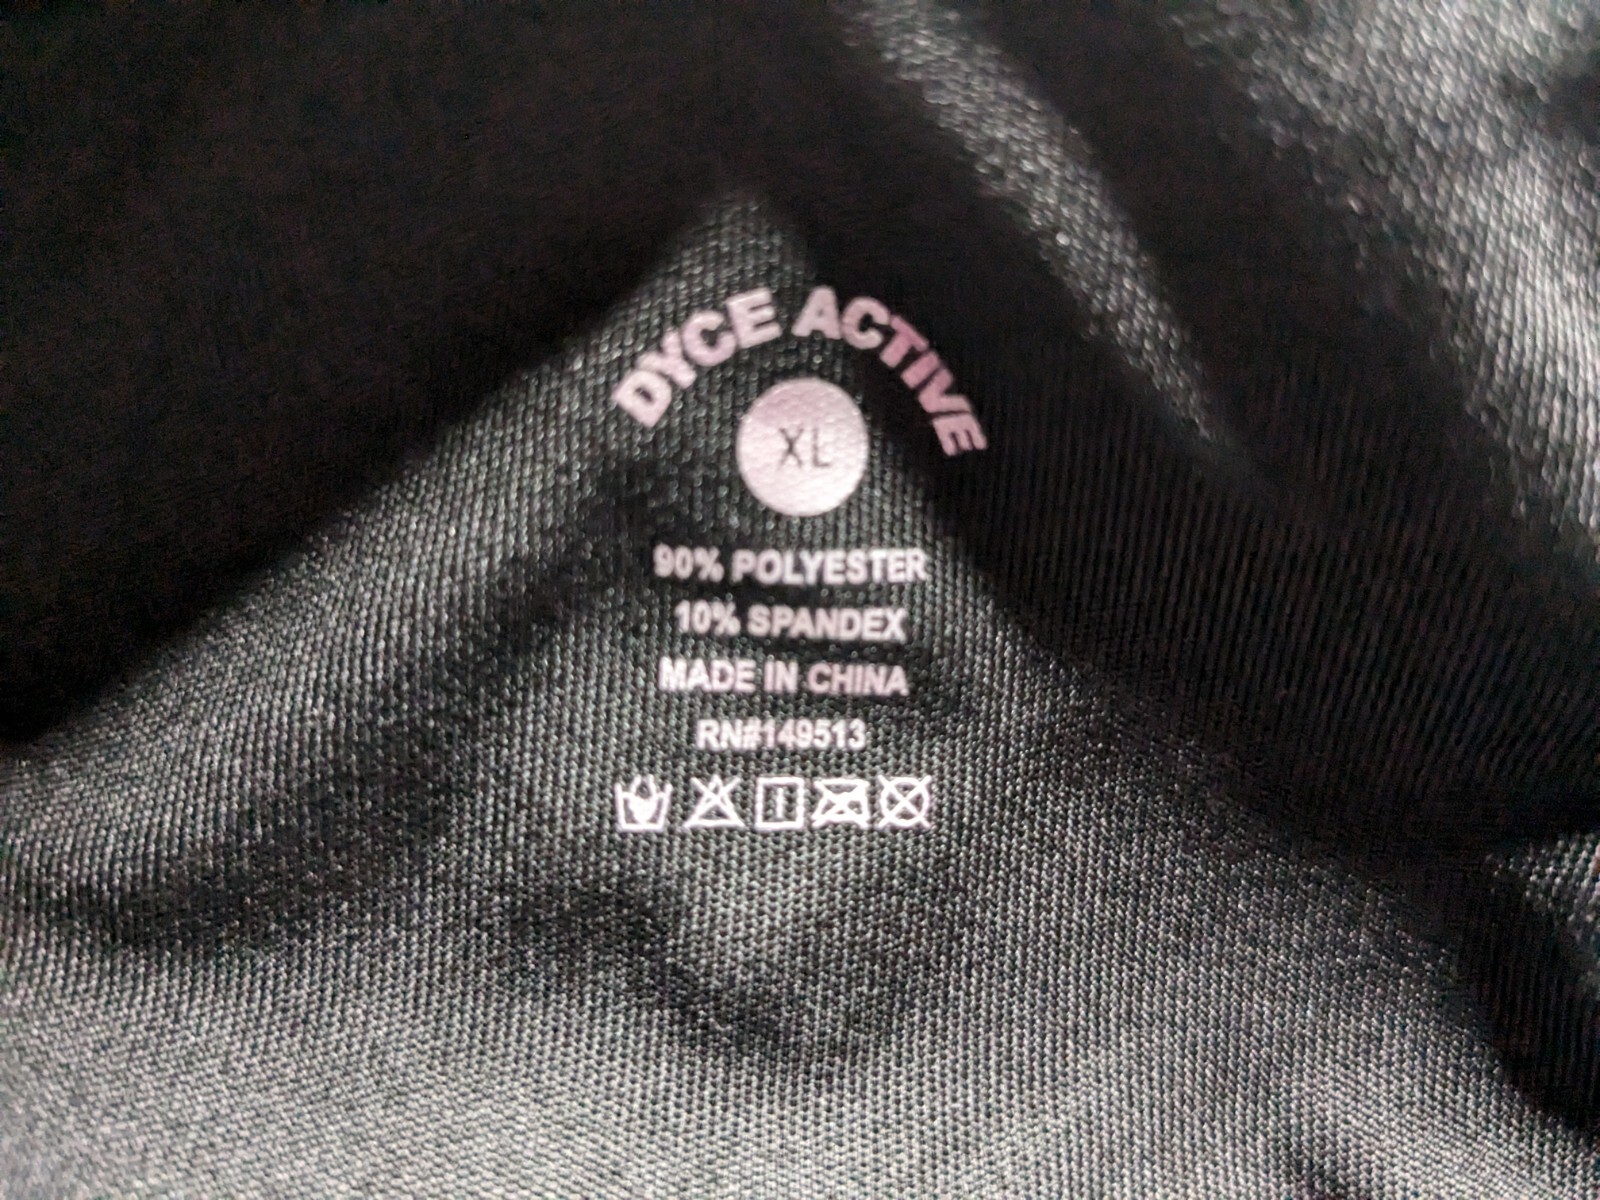 DYCE ACTIVE
XL
90% POLYESTER
10% SPANDEX
MADE IN CHINA
RN#149513